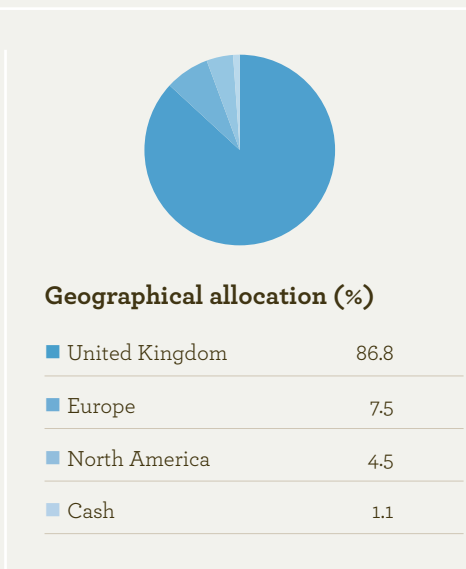 Geographical allocation (%)
United Kingdom 86.8
Europe 7.5
North America 4.5
Cash 1.1